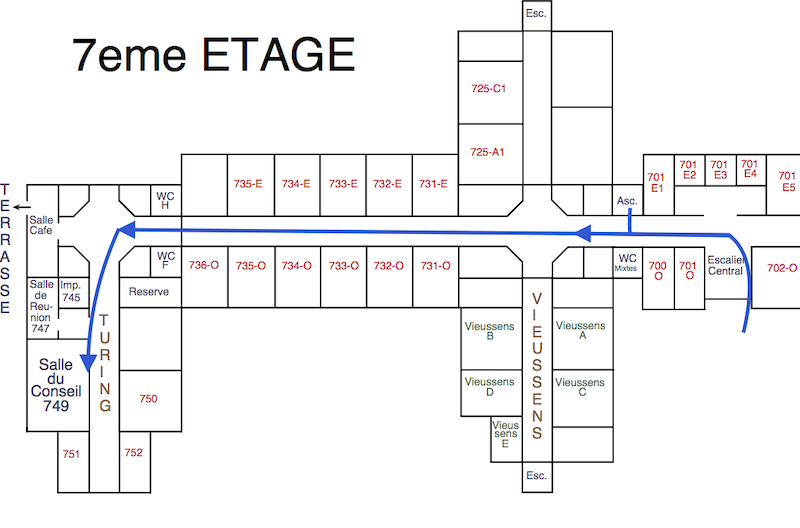 Esc.
7eme ETAGE
725-C1
725-A1
701
E1
701
E2
701
E3
701
E4
701
E5
TERRASSE
WC
H
735-E
734-E
733-E
732-E
731-E
Asc.
Salle
Cafe
WC
F
736-O
735-O
734-O
733-O
732-O
731-O
WC
Mixtes
700
O
701
O
Escalier
Central
702-O
Salle
de
Reu-
nion
747
Imp.
745
Reserve
TURING
VIEUSSENS
Vieussens
B
Vieussens
A
Salle
du
Conseil
749
750
Vieussens
D
Vieussens
C
Vieus
sens
E
751
752
Esc.